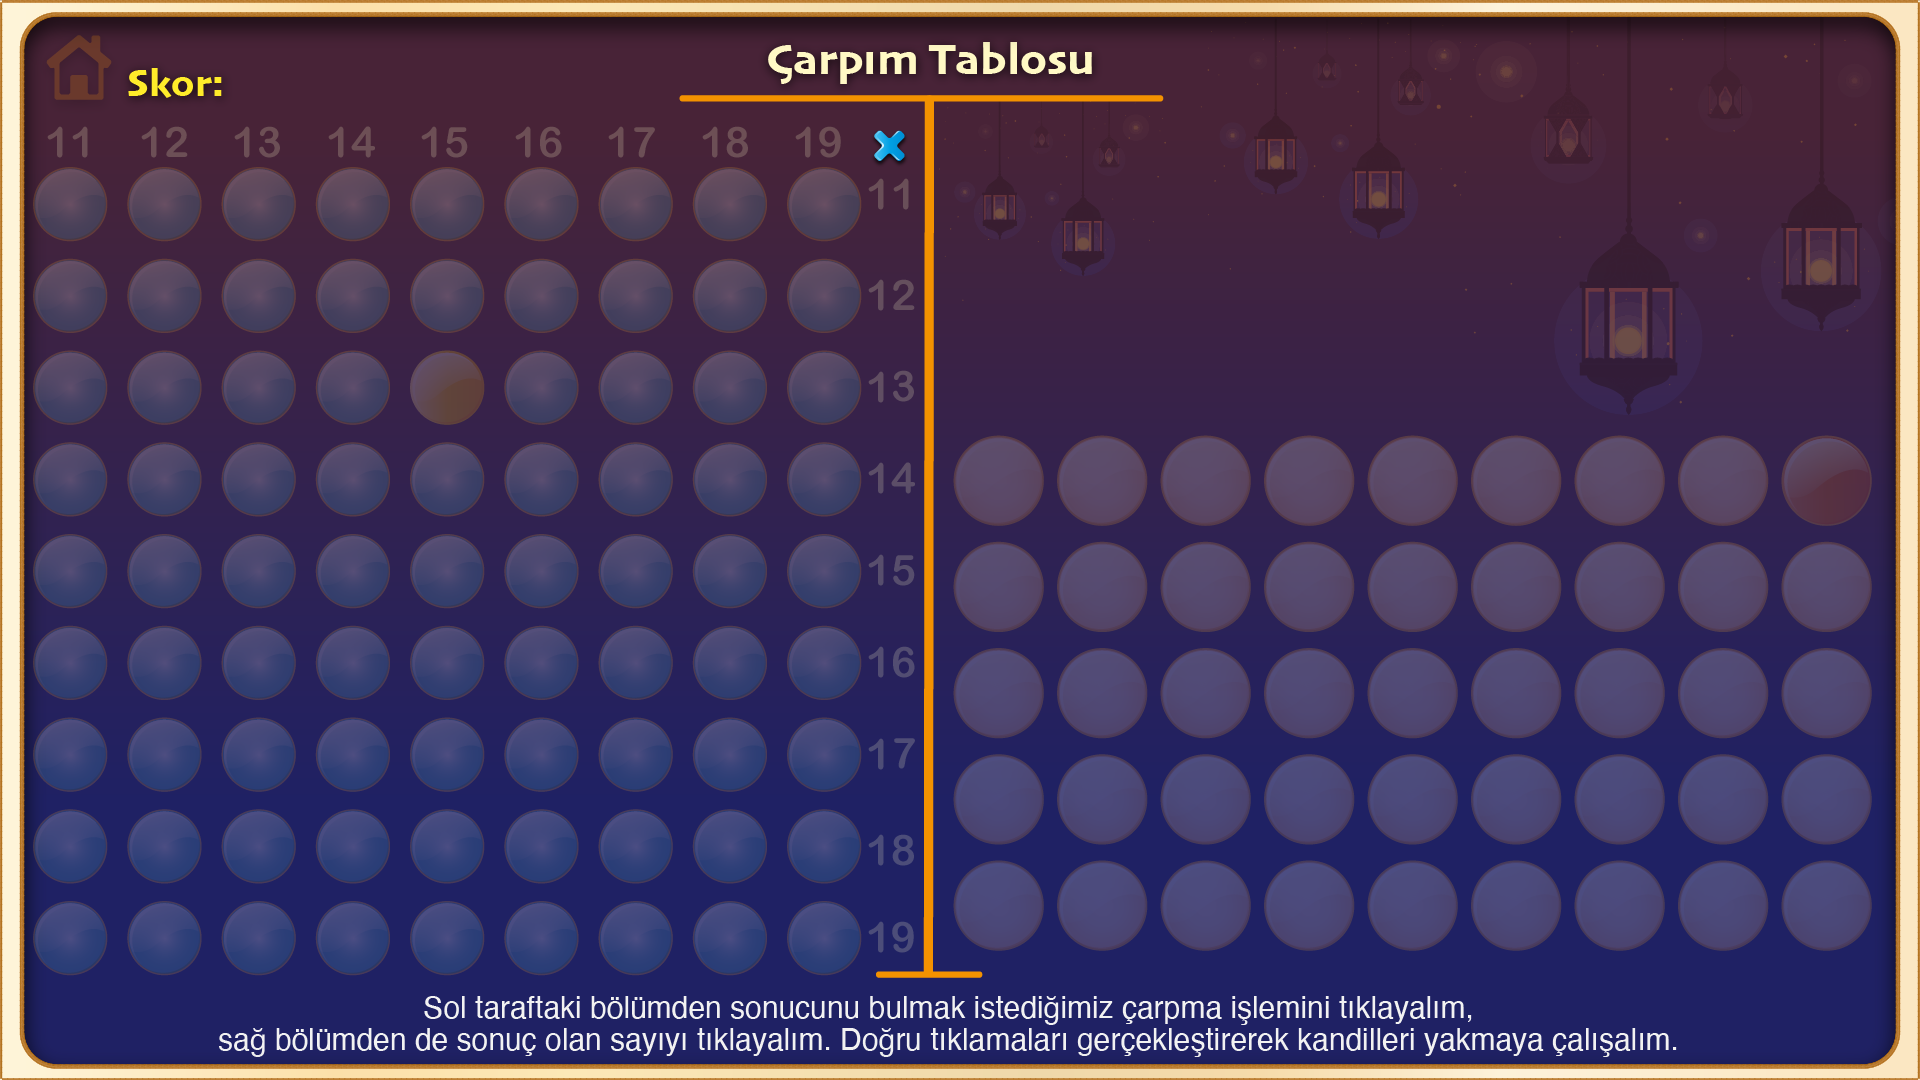 Çarpım Tablosu
Skor:
11 12 13 14 15 16 17 18 19
11
12
13
14
15
16
17
18
19
Sol taraftaki bölümden sonucunu bulmak istediğimiz çarpma işlemini tıklayalım,
sağ bölümden de sonuç olan sayıyı tıklayalım. Doğru tıklamaları gerçekleştirerek kandilleri yakmaya çalışalım.